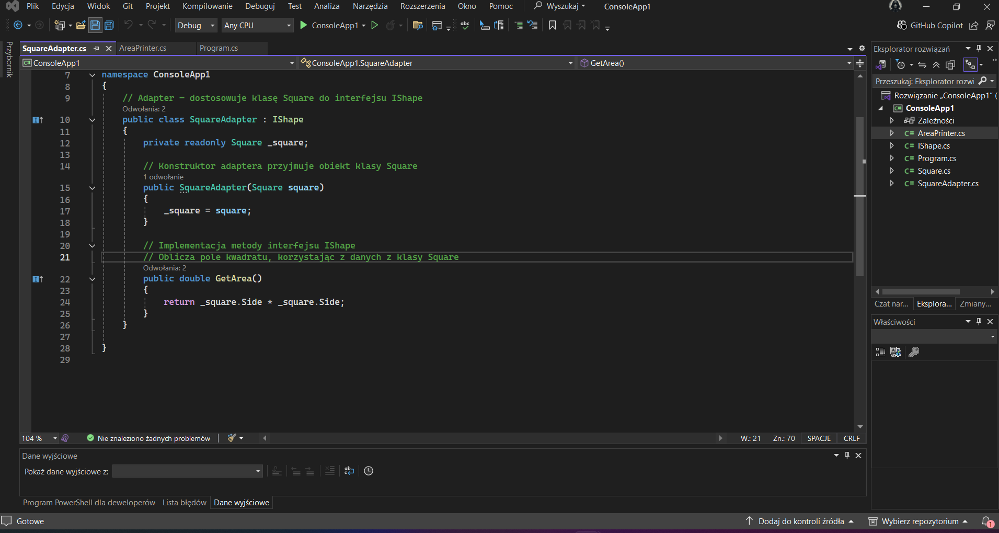 Plik Edycja Widok Git Projekt Kompilowanie Debuguj Test Analiza Narzędzia Rozszerzenia Okno Pomoc Wyszukaj ConsoleApp1
Debug Any CPU ConsoleApp1 GitHub Copilot
Przybornik
SquareAdapter.cs AreaPrinter.cs Program.cs
ConsoleApp1 ConsoleApp1.SquareAdapter GetArea()
7 namespace ConsoleApp1
8 {
9 // Adapter – dostosowuje klasę Square do interfejsu IShape
Odwołania: 2
10 public class SquareAdapter : IShape
11 {
12 private readonly Square _square;
13
14 // Konstruktor adaptera przyjmuje obiekt klasy Square
1 odwołanie
15 public SquareAdapter(Square square)
16 {
17 _square = square;
18 }
19
20 // Implementacja metody interfejsu IShape
21 // Oblicza pole kwadratu, korzystając z danych z klasy Square
Odwołania: 2
22 public double GetArea()
23 {
24 return _square.Side * _square.Side;
25 }
26 }
27
28 }
29
104 % Nie znaleziono żadnych problemów W.: 21 Zn.: 70 SPACJE CRLF
Dane wyjściowe
Pokaż dane wyjściowe z:
Program PowerShell dla deweloperów Lista błędów Dane wyjściowe
Eksplorator rozwiązań
Przeszukaj: Eksplorator rozwi
Rozwiązanie „ConsoleApp1” (
ConsoleApp1
Zależności
C# AreaPrinter.cs
C# IShape.cs
C# Program.cs
C# Square.cs
C# SquareAdapter.cs
Czat nar... Eksplora... Zmiany...
Właściwości
Gotowe Dodaj do kontroli źródła Wybierz repozytorium 1